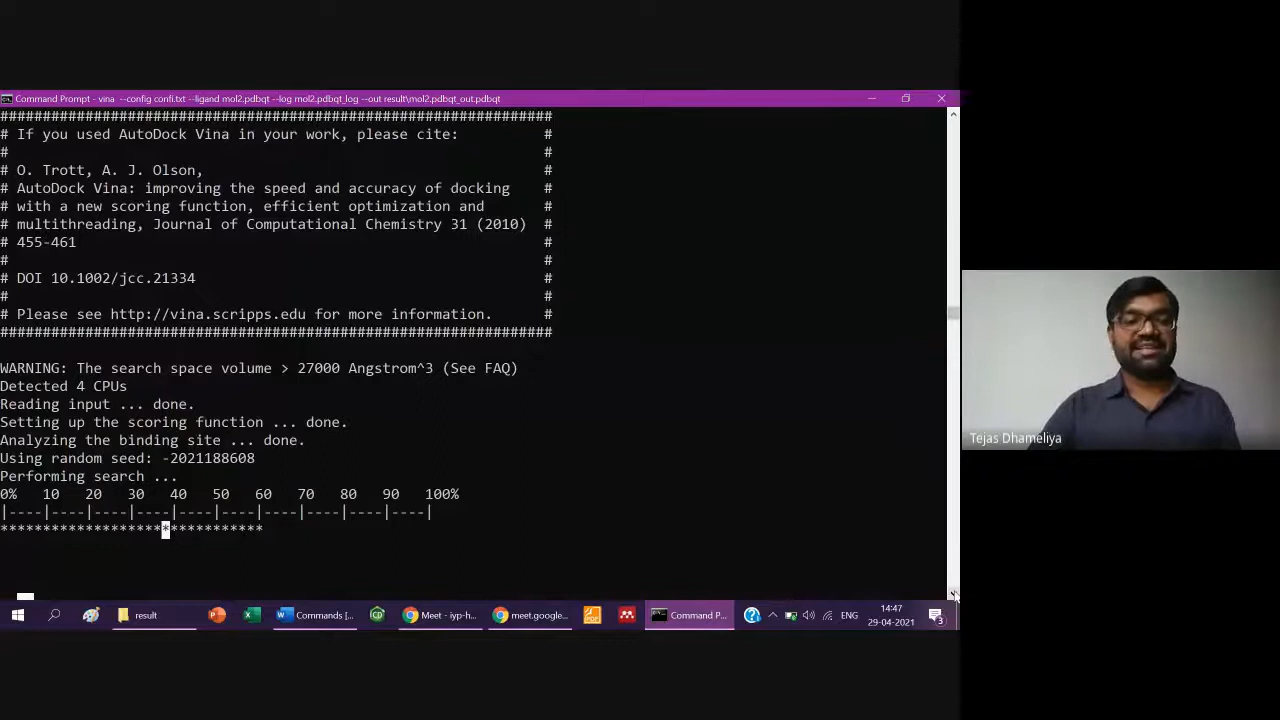 Command Prompt - vina --config confi.txt --ligand mol2.pdbqt --log mol2.pdbqt_log --out result\mol2.pdbqt_out.pdbqt
################################################################# 
# If you used AutoDock Vina in your work, please cite: #
# #
# O. Trott, A. J. Olson, #
# AutoDock Vina: improving the speed and accuracy of docking #
# with a new scoring function, efficient optimization and #
# multithreading, Journal of Computational Chemistry 31 (2010) #
# 455-461 #
# #
# DOI 10.1002/jcc.21334 #
# #
# Please see http://vina.scripps.edu for more information. #
#################################################################
WARNING: The search space volume > 27000 Angstrom^3 (See FAQ)
Detected 4 CPUs
Reading input ... done.
Setting up the scoring function ... done.
Analyzing the binding site ... done.
Using random seed: -2021188608
Performing search ...
0% 10 20 30 40 50 60 70 80 90 100%
|----|----|----|----|----|----|----|----|----|----|
*******************************
Tejas Dhameliya
result
Commands [...
Meet - iyp-h...
meet.google...
Command P...
ENG
14:47
29-04-2021
3